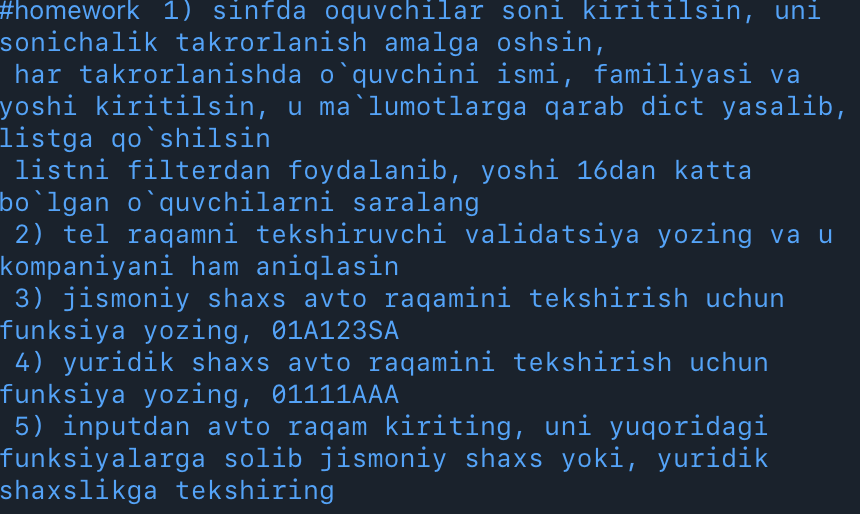 #homework 1) sinfda oquvchilar soni kiritilsin, uni
sonichalik takrorlanish amalga oshsin,
har takrorlanishda o`quvchini ismi, familiyasi va
yoshi kiritilsin, u ma`lumotlarga qarab dict yasalib,
listga qo`shilsin
listni filterdan foydalanib, yoshi 16dan katta
bo`lgan o`quvchilarni saralang
2) tel raqamni tekshiruvchi validatsiya yozing va u
kompaniyani ham aniqlasin
3) jismoniy shaxs avto raqamini tekshirish uchun
funksiya yozing, 01A123SA
4) yuridik shaxs avto raqamini tekshirish uchun
funksiya yozing, 01111AAA
5) inputdan avto raqam kiriting, uni yuqoridagi
funksiyalarga solib jismoniy shaxs yoki, yuridik
shaxslikga tekshiring